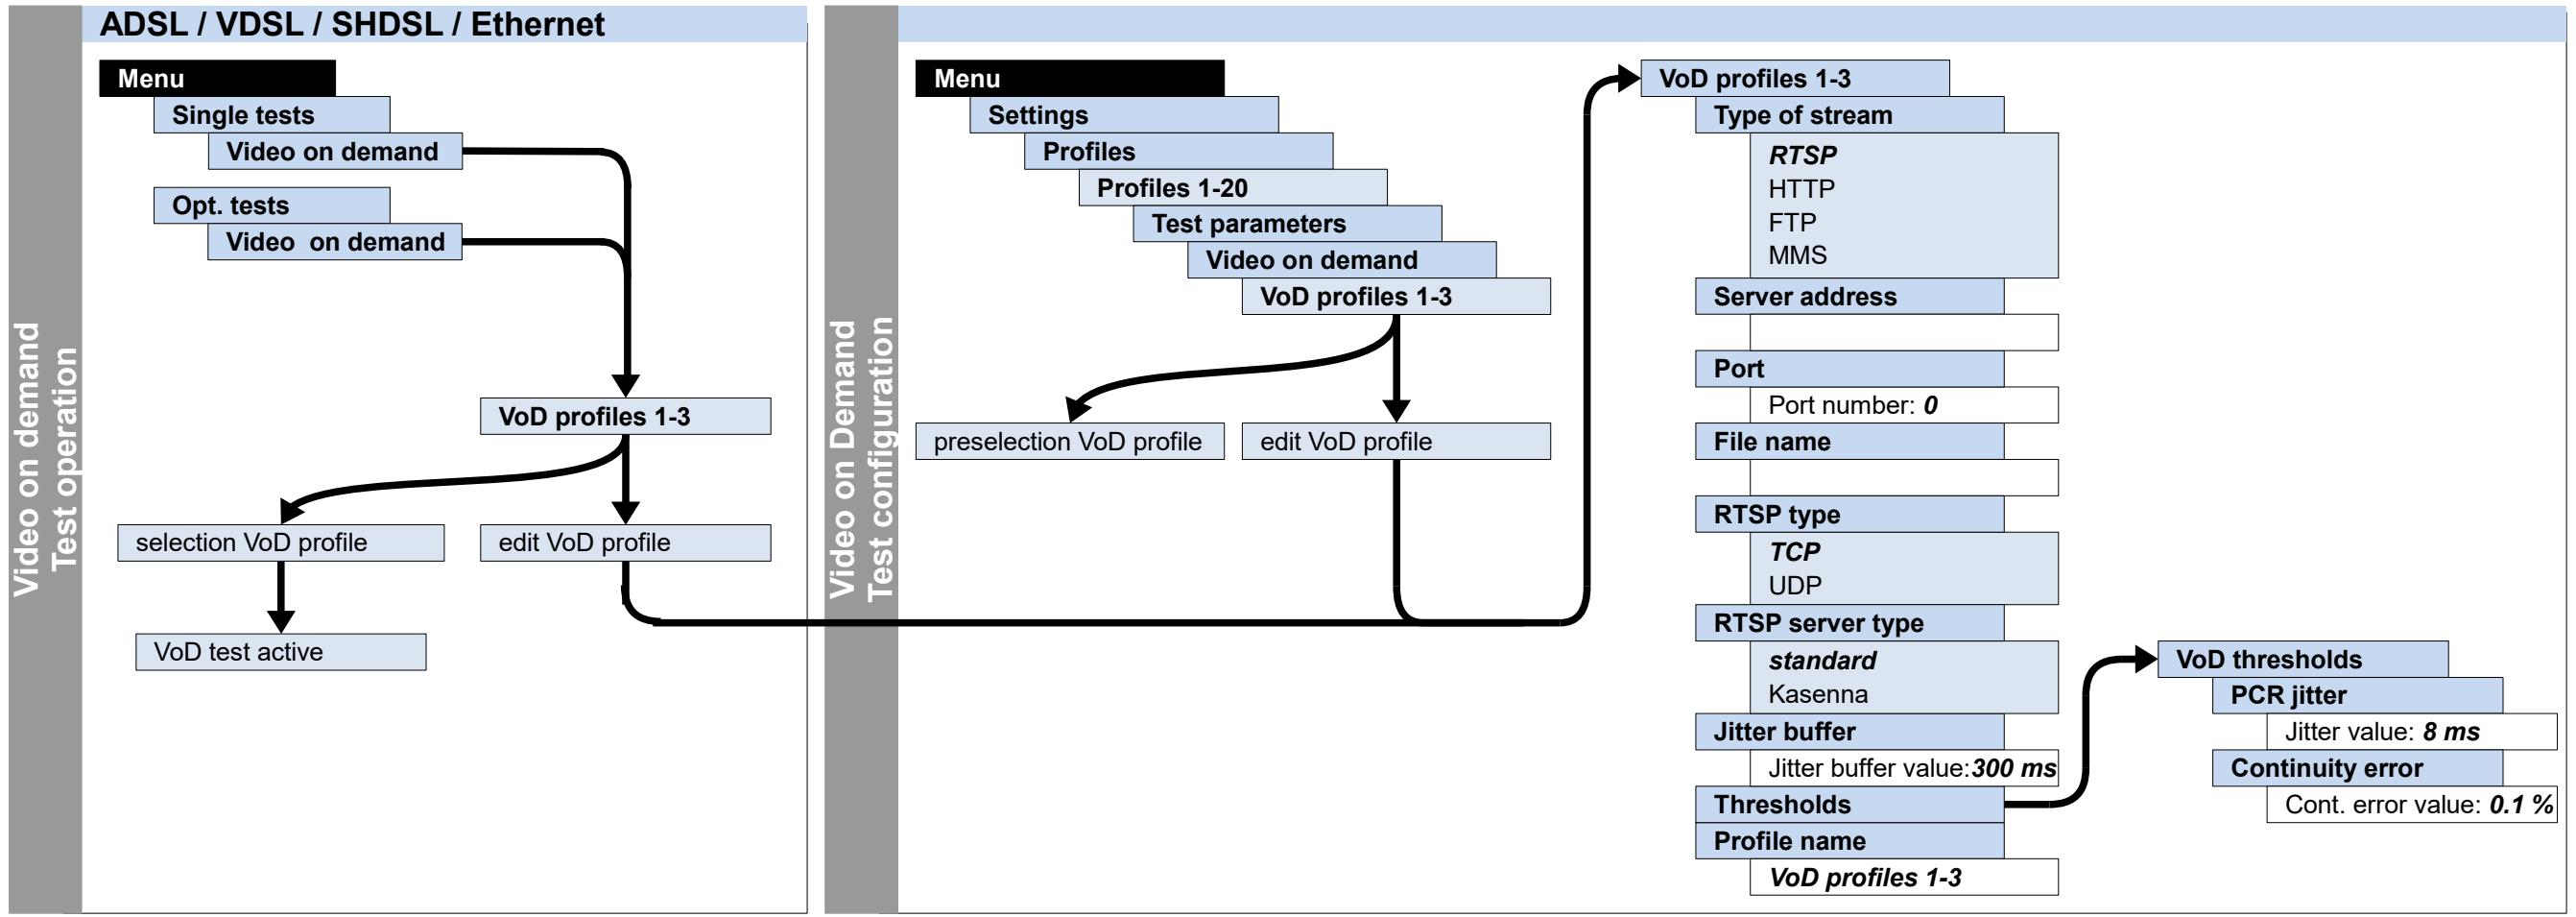 Video on demand
Test operation
ADSL / VDSL / SHDSL / Ethernet
Menu
Single tests
Video on demand
Opt. tests
Video  on demand
VoD profiles 1-3
selection VoD profile
edit VoD profile
VoD test active
Video on Demand
Test configuration
Menu
Settings
Profiles
Profiles 1-20
Test parameters
Video on demand
VoD profiles 1-3
preselection VoD profile
edit VoD profile
VoD profiles 1-3
Type of stream
RTSP
HTTP
FTP
MMS
Server address
Port
Port number: 0
File name
RTSP type
TCP
UDP
RTSP server type
standard
Kasenna
Jitter buffer
Jitter buffer value:300 ms
Thresholds
Profile name
VoD profiles 1-3
VoD thresholds
PCR jitter
Jitter value: 8 ms
Continuity error
Cont. error value: 0.1 %